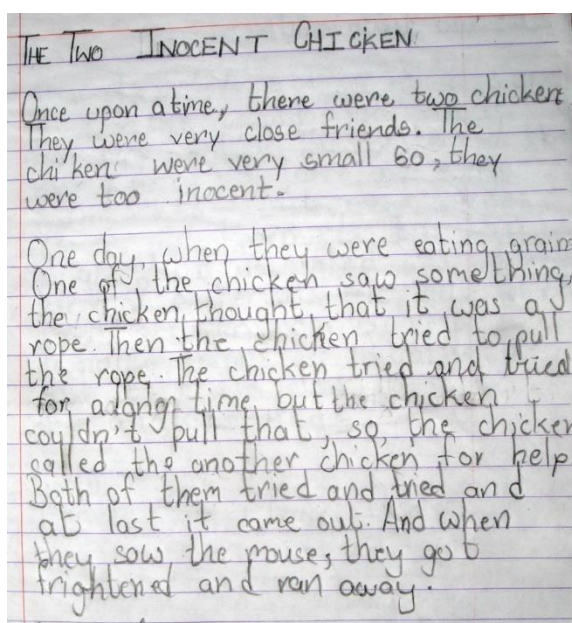 THE TWO INOCENT CHICKEN
Once upon a time, there were two chicken
They were very close friends. The
chi ken were very small so, they
were too inocent.
One day, when they were eating grain
One of the chicken saw something,
the chicken, thought, that it was a
rope. Then the chicken tried to pull
the rope. The chicken tried and tried
for time, but the chicken
couldn't pull that, so, the chicken
called the another chicken for help
Both of them tried and tried and
at last it came out. And when
they saw the mouse, they got
frightened and ran away.